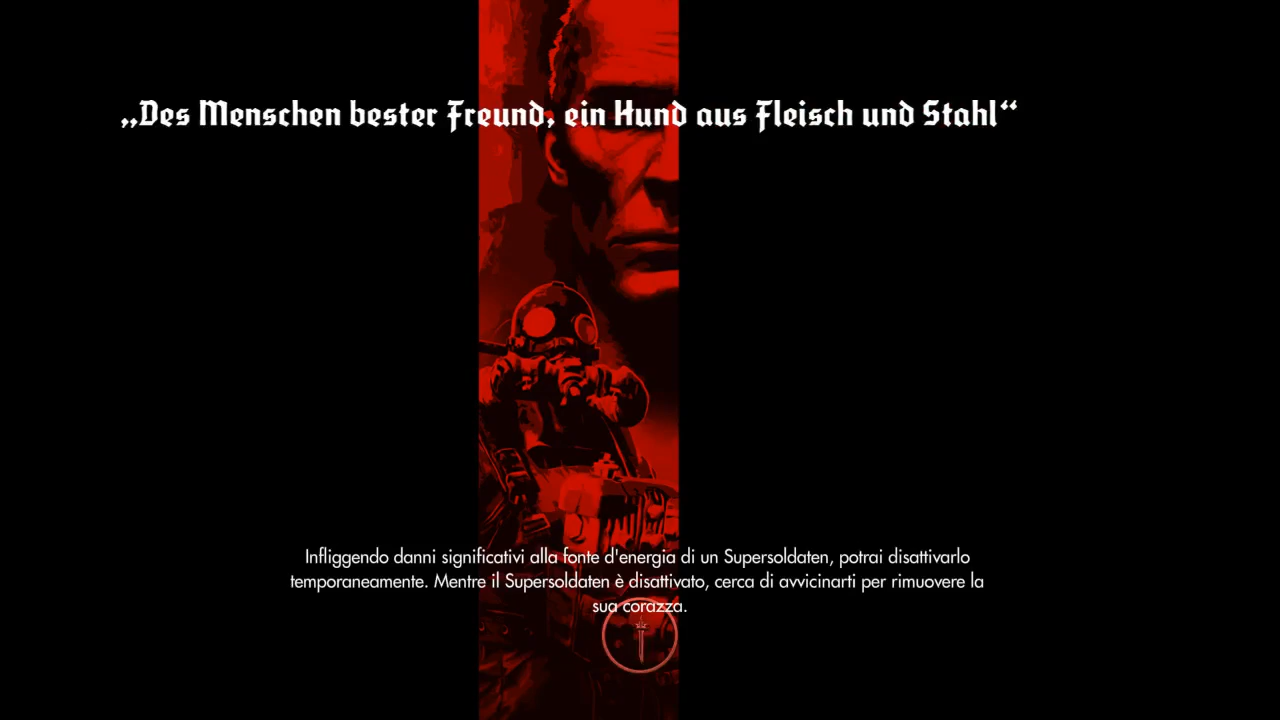 „Des Menschen bester Freund, ein Hund aus Fleisch und Stahl“
Infliggendo danni significativi alla fonte d'energia di un Supersoldaten, potrai disattivarlo
temporaneamente. Mentre il Supersoldaten è disattivato, cerca di avvicinarti per rimuovere la
sua corazza.